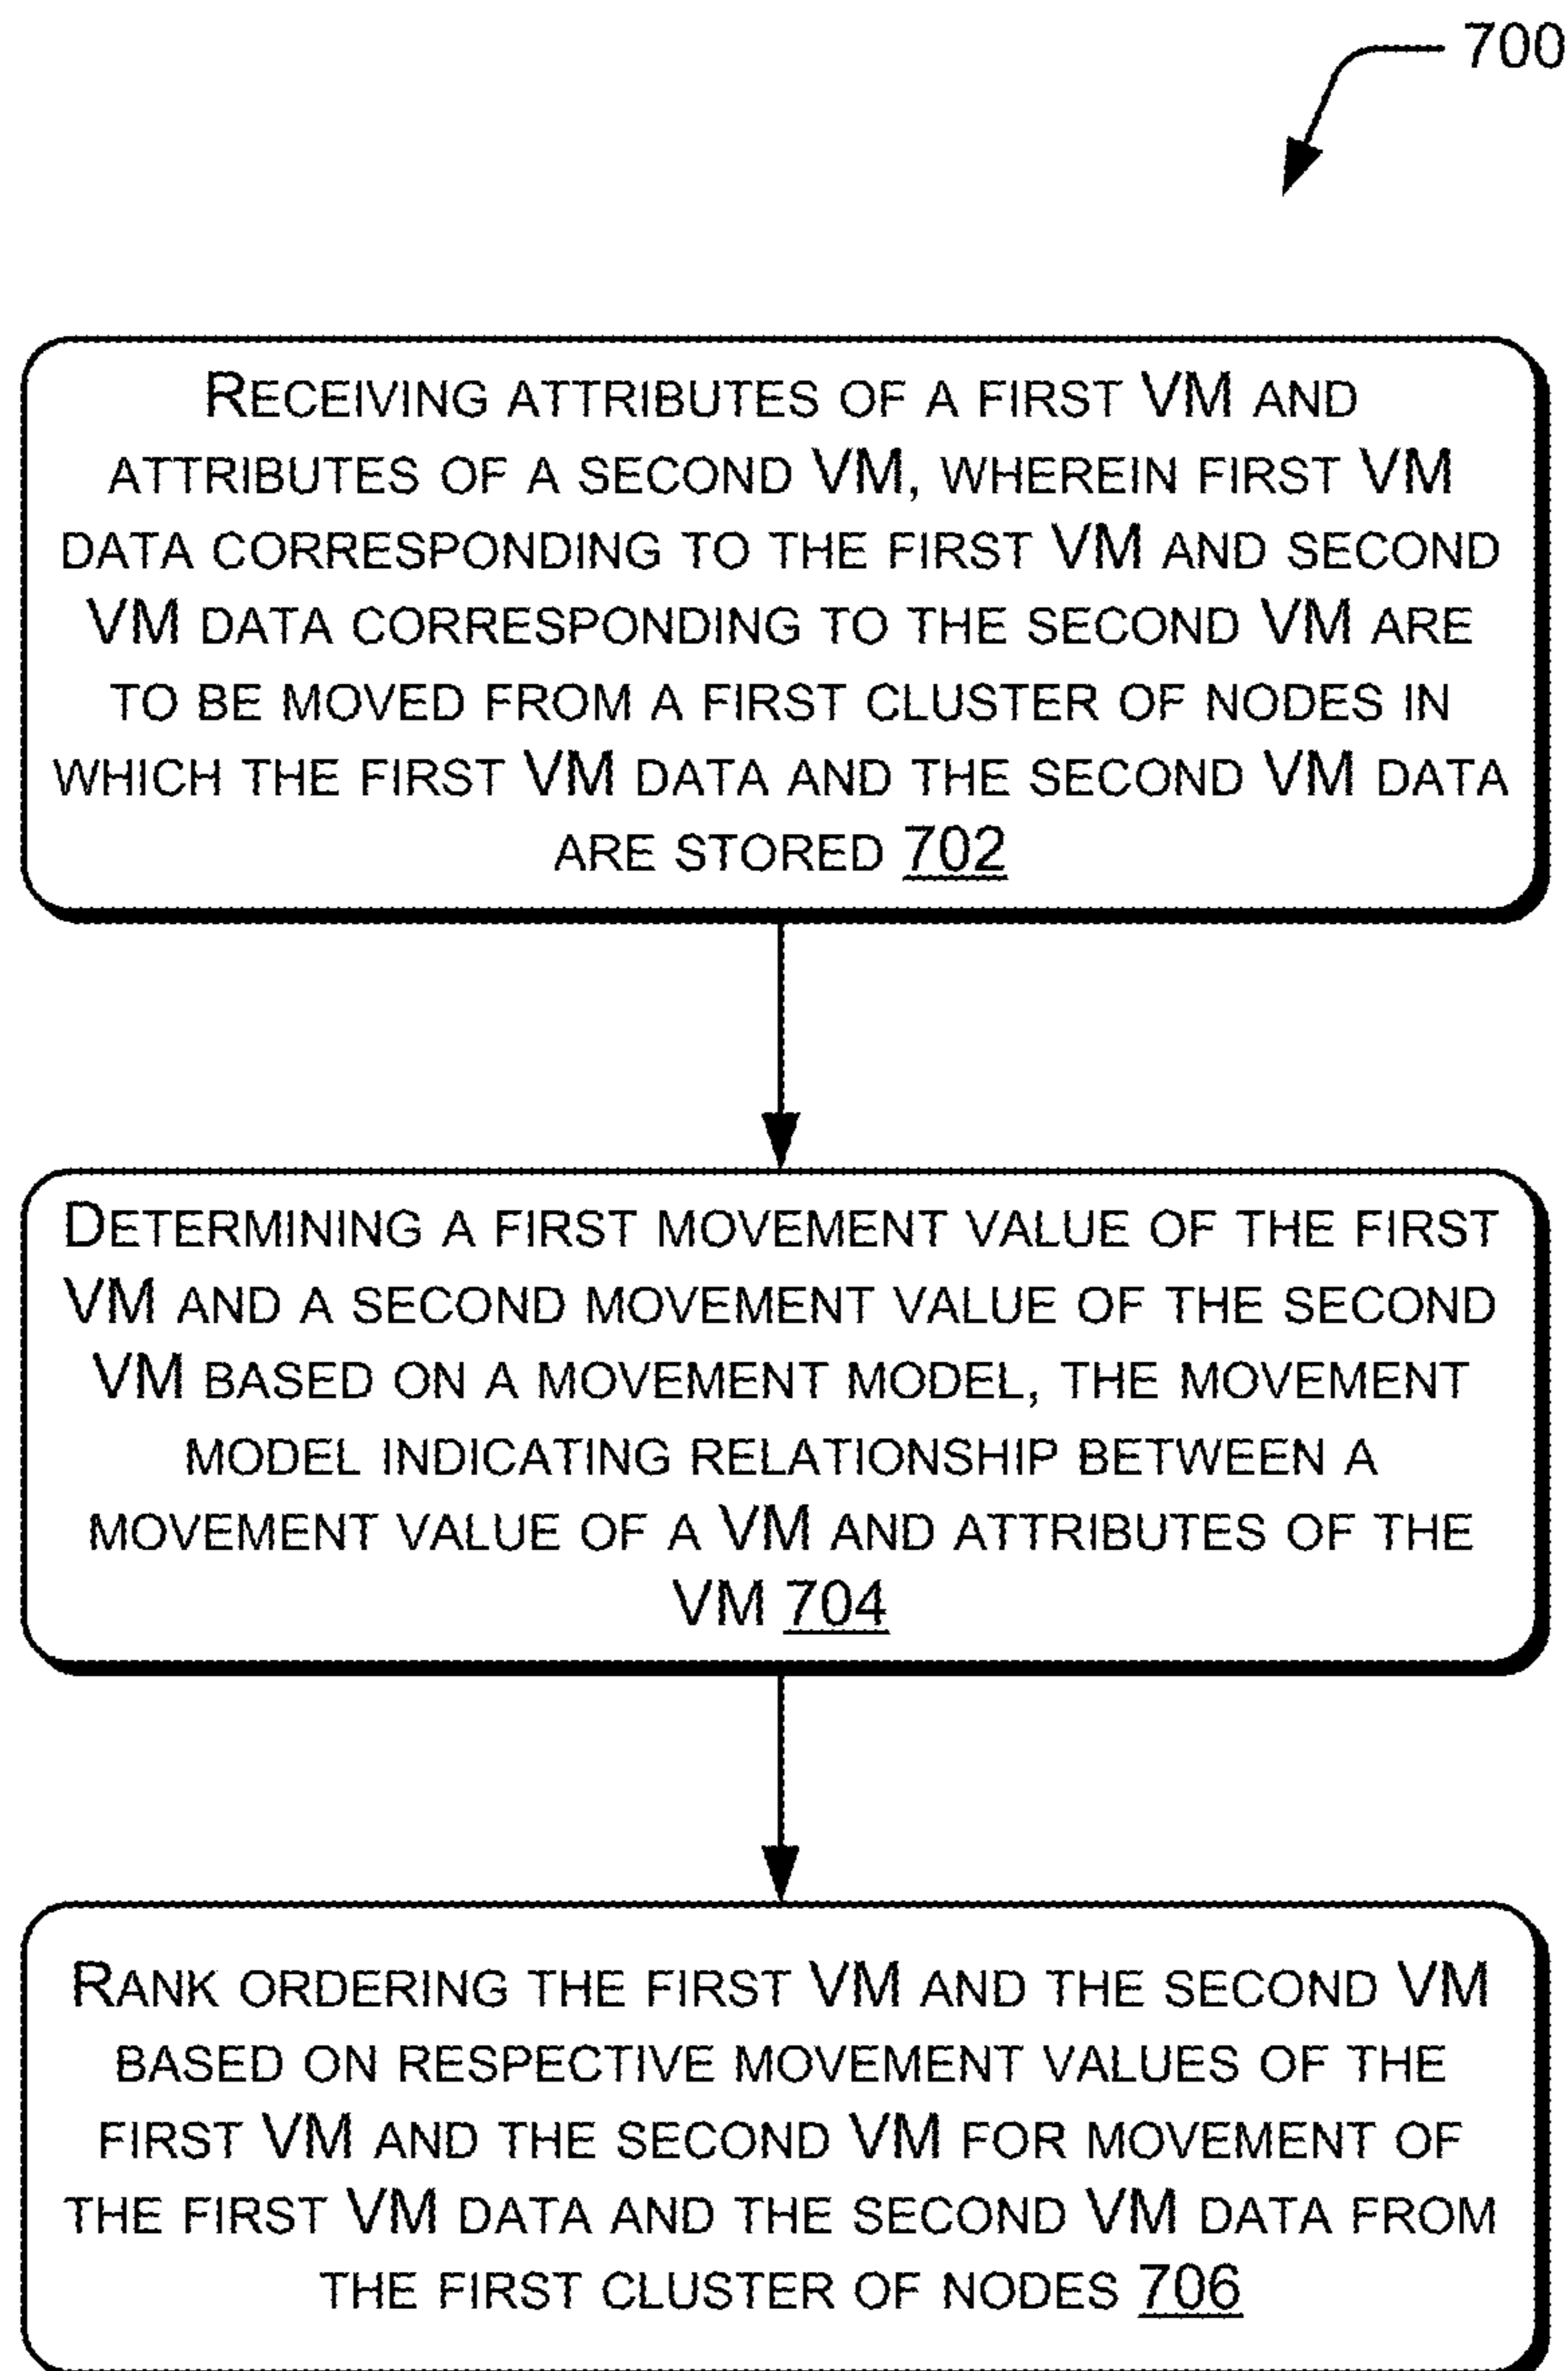 700
RECEIVING ATTRIBUTES OF A FIRST VM AND
ATTRIBUTES OF A SECOND VM, WHEREIN FIRST VM
DATA CORRESPONDING TO THE FIRST VM AND SECOND
VM DATA CORRESPONDING TO THE SECOND VM ARE
TO BE MOVED FROM A FIRST CLUSTER OF NODES IN
WHICH THE FIRST VM DATA AND THE SECOND VM DATA
ARE STORED 702
DETERMINING A FIRST MOVEMENT VALUE OF THE FIRST
VM AND A SECOND MOVEMENT VALUE OF THE SECOND
VM BASED ON A MOVEMENT MODEL, THE MOVEMENT
MODEL INDICATING RELATIONSHIP BETWEEN A
MOVEMENT VALUE OF A VM AND ATTRIBUTES OF THE
VM 704
RANK ORDERING THE FIRST VM AND THE SECOND VM
BASED ON RESPECTIVE MOVEMENT VALUES OF THE
FIRST VM AND THE SECOND VM FOR MOVEMENT OF
THE FIRST VM DATA AND THE SECOND VM DATA FROM
THE FIRST CLUSTER OF NODES 706